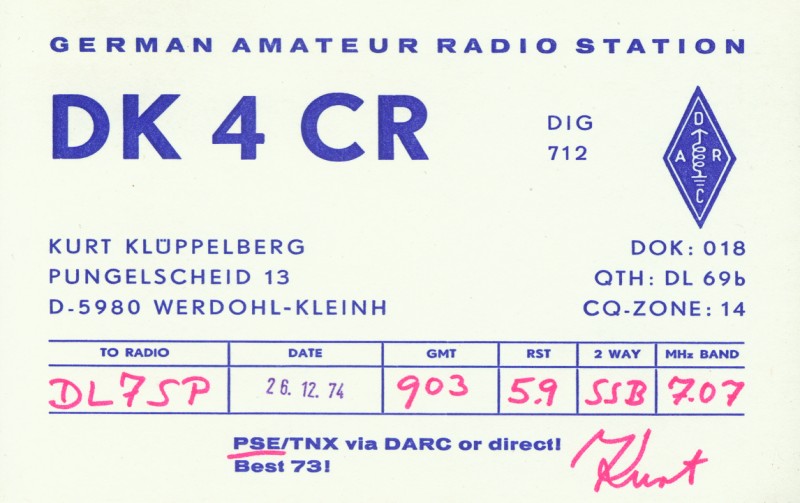 GERMAN AMATEUR RADIO STATION
DK 4 CR
DIG
712
D
A R
C
KURT KLÜPPELBERG
PUNGELSCHEID 13
D-5980 WERDOHL-KLEINH
DOK: 018
QTH: DL 69b
CQ-ZONE: 14
TO RADIO DATE GMT RST 2 WAY MHz BAND
DL7SP 26. 12. 74 903 5.9 SSB 7.07
PSE/TNX via DARC or direct!
Best 73!
Kurt